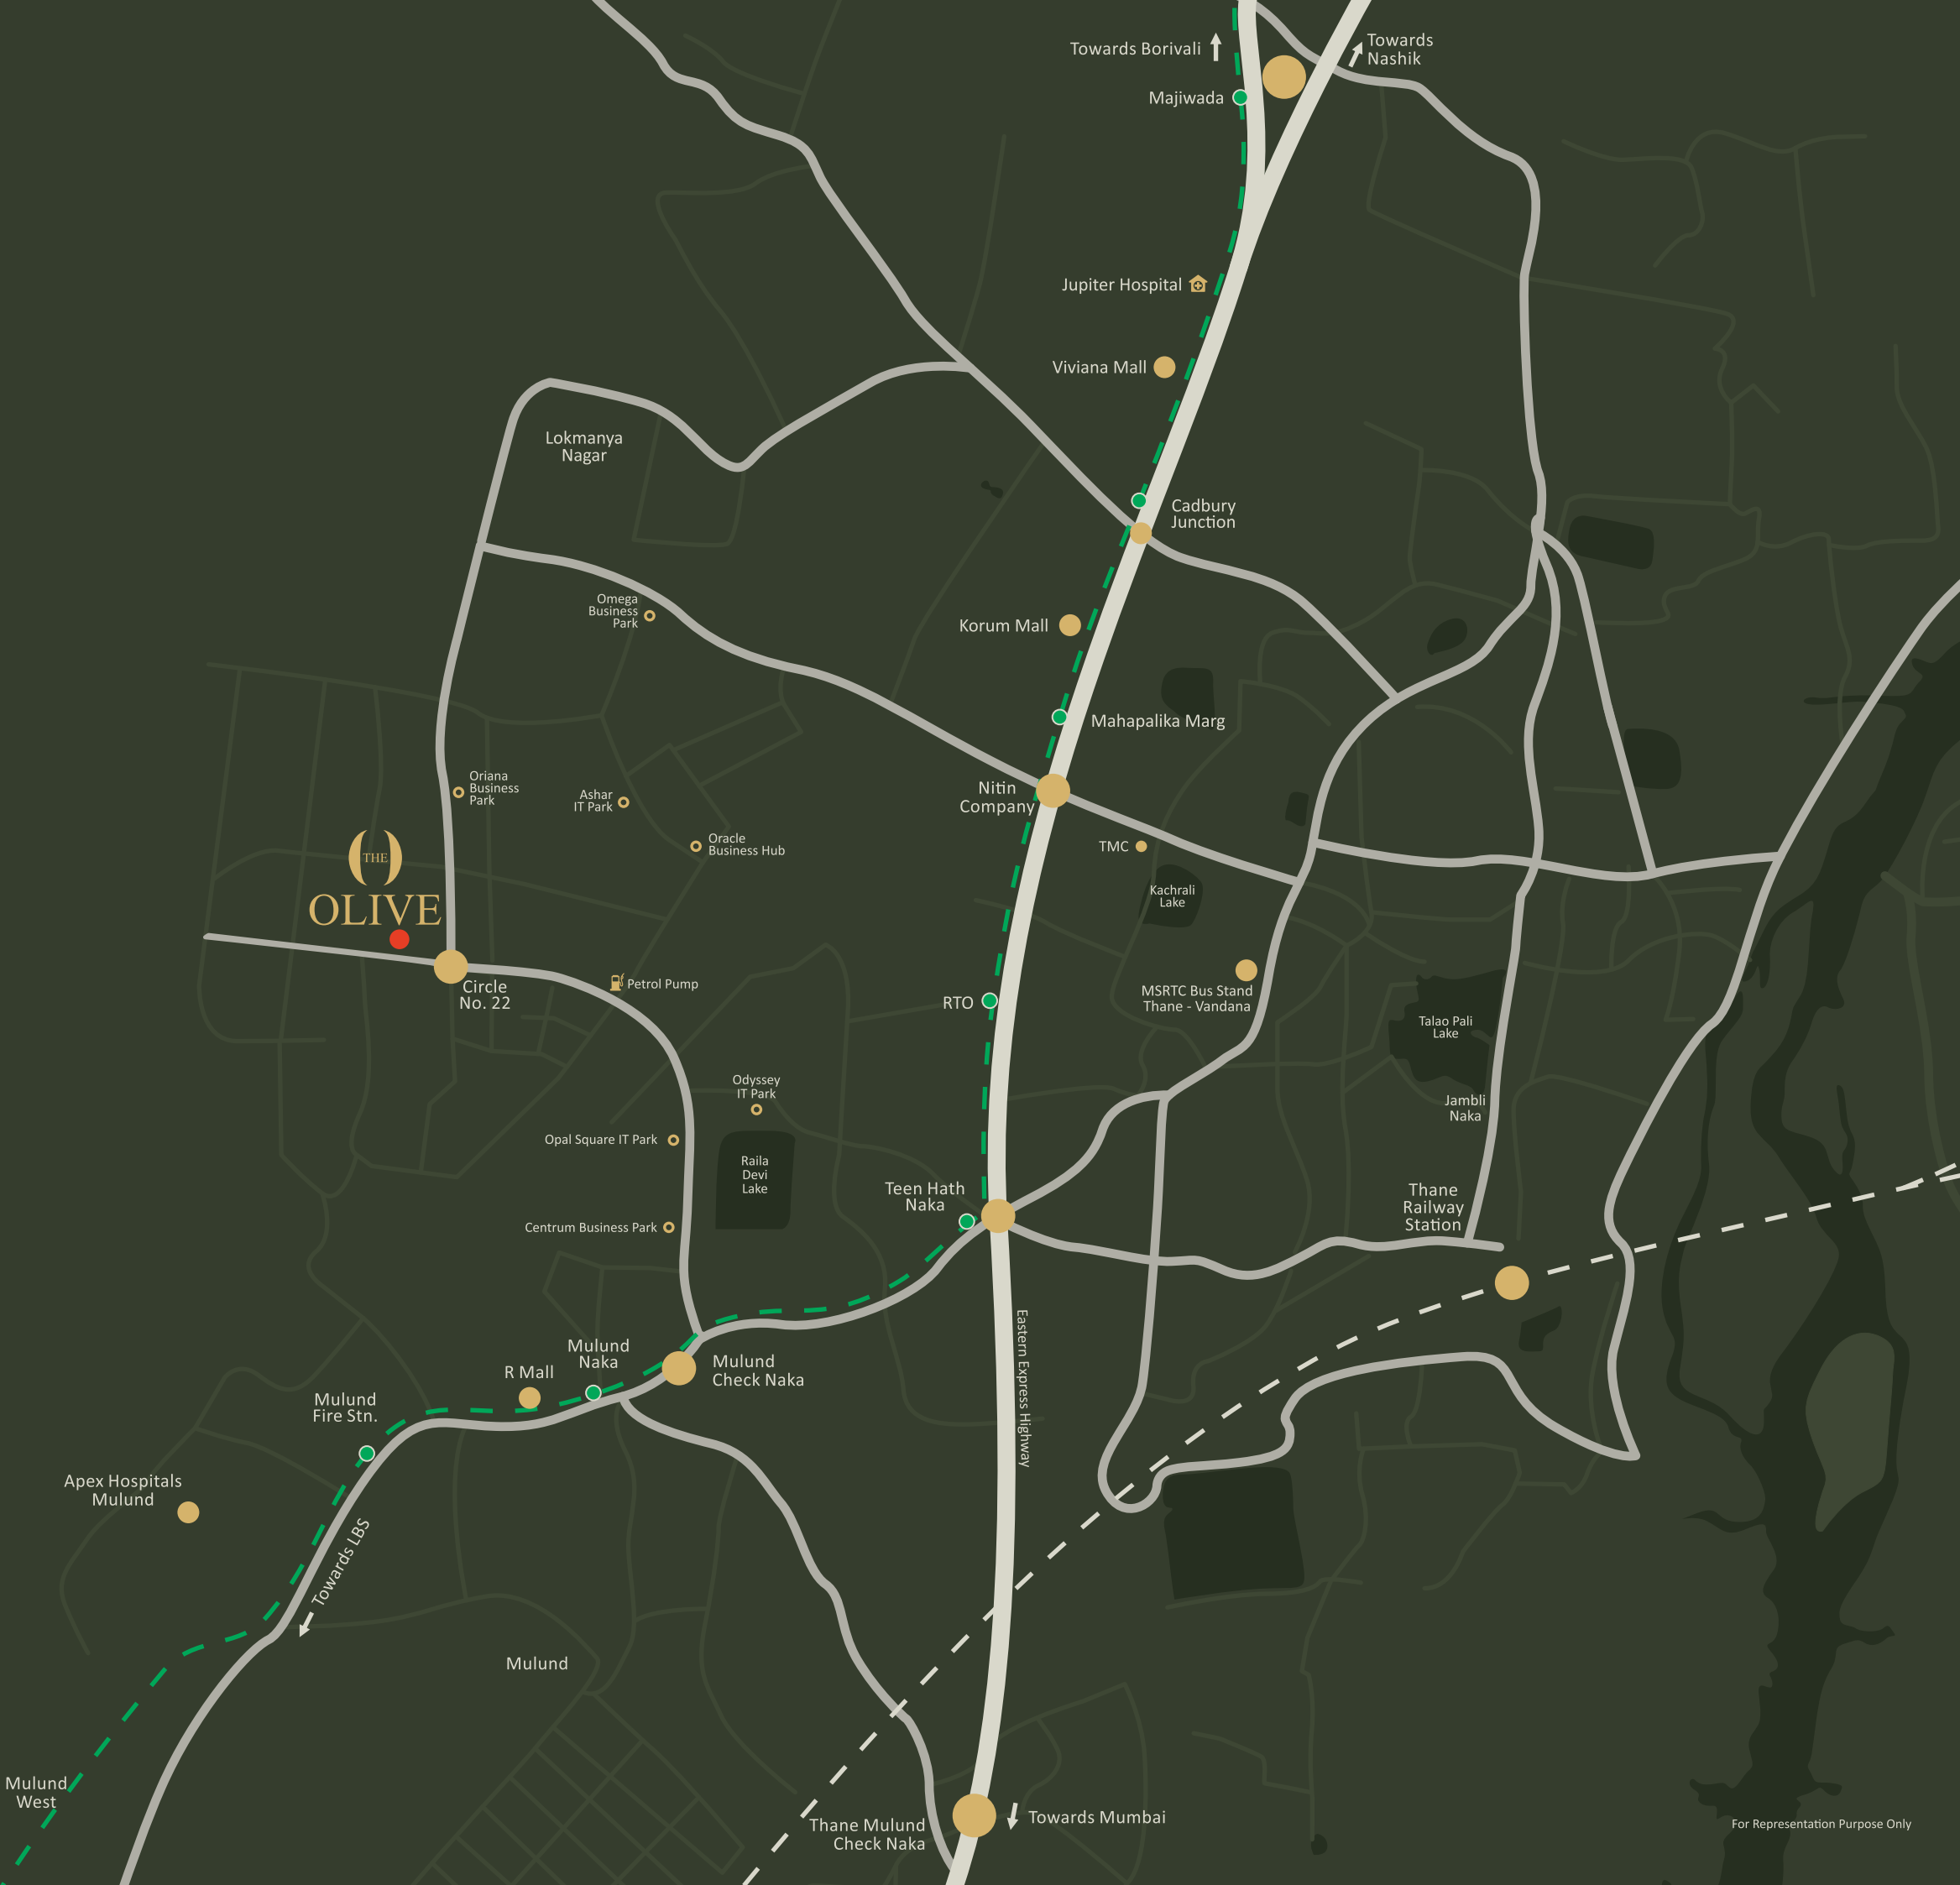 Towards Borivali
Towards
Nashik
Majiwada
Jupiter Hospital
Viviana Mall
Lokmanya
Nagar
Cadbury
Junction
Omega
Business
Park
Korum Mall
Mahapalika Marg
Oriana
Business
Park
Ashar
IT Park
Nitin
Company
Oracle
Business Hub
TMC
THE
OLIVE
Kachrali
Lake
Circle
No. 22
Petrol Pump
RTO
MSRTC Bus Stand
Thane - Vandana
Talao Pali
Lake
Odyssey
IT Park
Jambli
Naka
Opal Square IT Park
Raila
Devi
Lake
Teen Hath
Naka
Thane
Railway
Station
Centrum Business Park
Eastern Express Highway
Mulund
Naka
Mulund
Check Naka
R Mall
Mulund
Fire Stn.
Apex Hospitals
Mulund
Towards LBS
Mulund
Mulund
West
Thane Mulund
Check Naka
Towards Mumbai
For Representation Purpose Only